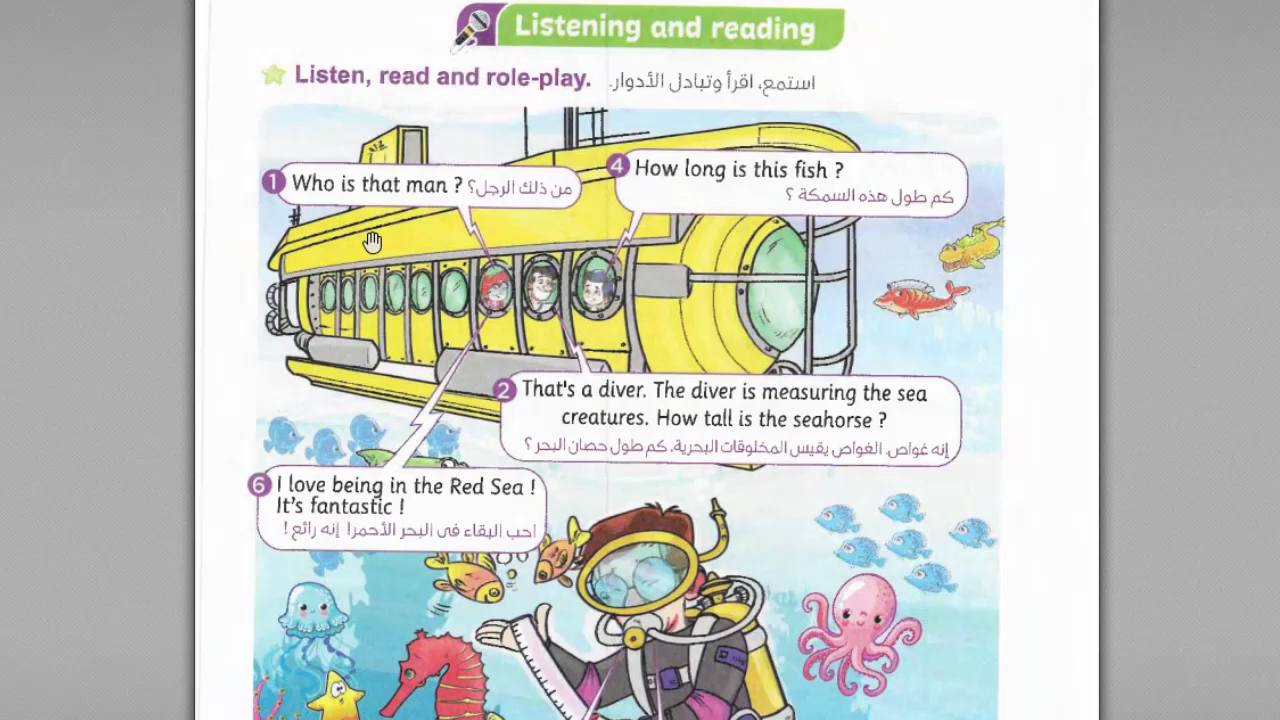 Listening and reading
Listen, read and role-play. استمع، اقرأ وتبادل الأدوار.
1 Who is that man ? من ذلك الرجل؟
4 How long is this fish ?
كم طول هذه السمكة ؟
2 That's a diver. The diver is measuring the sea
creatures. How tall is the seahorse ?
إنه غواص. الغواص يقيس المخلوقات البحرية. كم طول حصان البحر ؟
6 I love being in the Red Sea !
It's fantastic !
احب البقاء فى البحر الأحمر! إنه رائع !